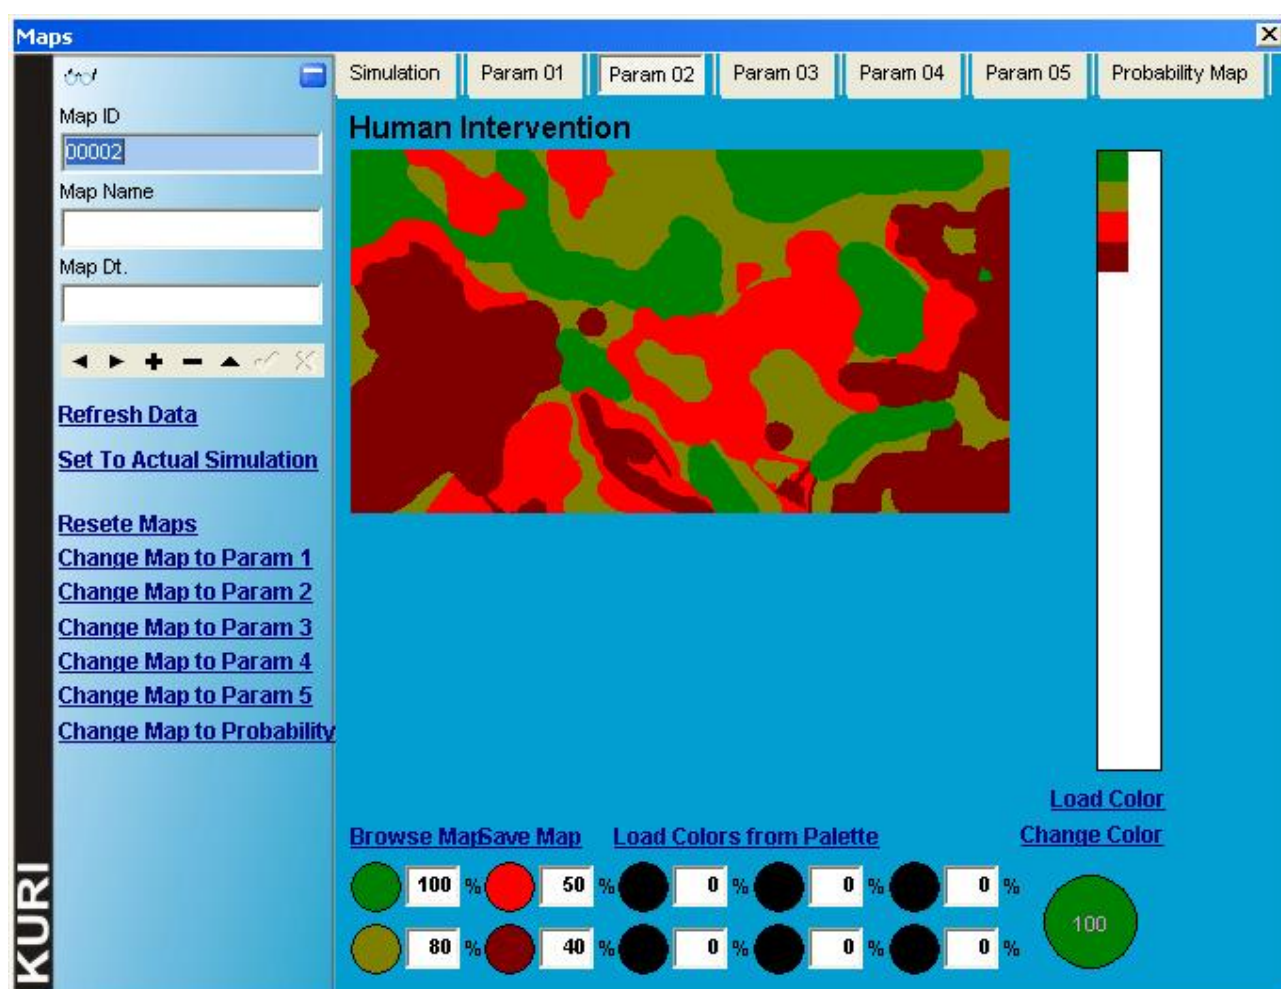 Maps
Simulation Param 01 Param 02 Param 03 Param 04 Param 05 Probability Map
Map ID
00002
Map Name
Map Dt.
Refresh Data
Set To Actual Simulation
Resete Maps
Change Map to Param 1
Change Map to Param 2
Change Map to Param 3
Change Map to Param 4
Change Map to Param 5
Change Map to Probability
KURI
Human Intervention
Load Color
Browse Map Save Map Load Colors from Palette Change Color
100 % 50 % 0 % 0 % 0 %
80 % 40 % 0 % 0 % 0 %
100